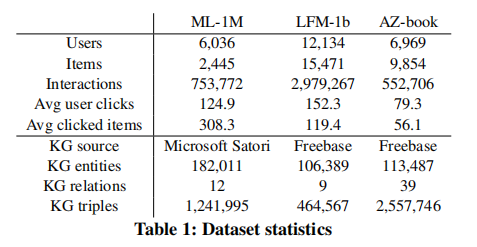 ML-1M LFM-1b AZ-book
Users 6,036 12,134 6,969
Items 2,445 15,471 9,854
Interactions 753,772 2,979,267 552,706
Avg user clicks 124.9 152.3 79.3
Avg clicked items 308.3 119.4 56.1
KG source Microsoft Satori Freebase Freebase
KG entities 182,011 106,389 113,487
KG relations 12 9 39
KG triples 1,241,995 464,567 2,557,746
Table 1: Dataset statistics